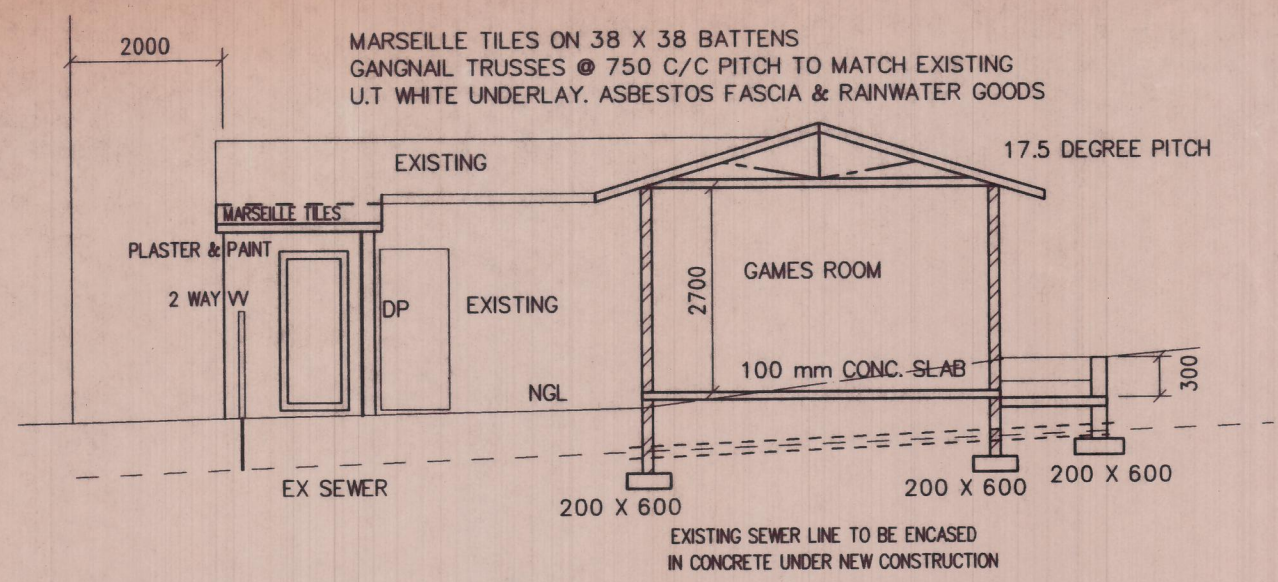 2000
MARSEILLE TILES ON 38 X 38 BATTENS
GANGNAIL TRUSSES @ 750 C/C PITCH TO MATCH EXISTING
U.T WHITE UNDERLAY. ASBESTOS FASCIA & RAINWATER GOODS
17.5 DEGREE PITCH
EXISTING
MARSEILLE TILES
PLASTER & PAINT
2 WAY VV
DP
EXISTING
2700
GAMES ROOM
100 mm CONC. SLAB
300
NGL
EX SEWER
200 X 600
200 X 600
200 X 600
EXISTING SEWER LINE TO BE ENCASED
IN CONCRETE UNDER NEW CONSTRUCTION